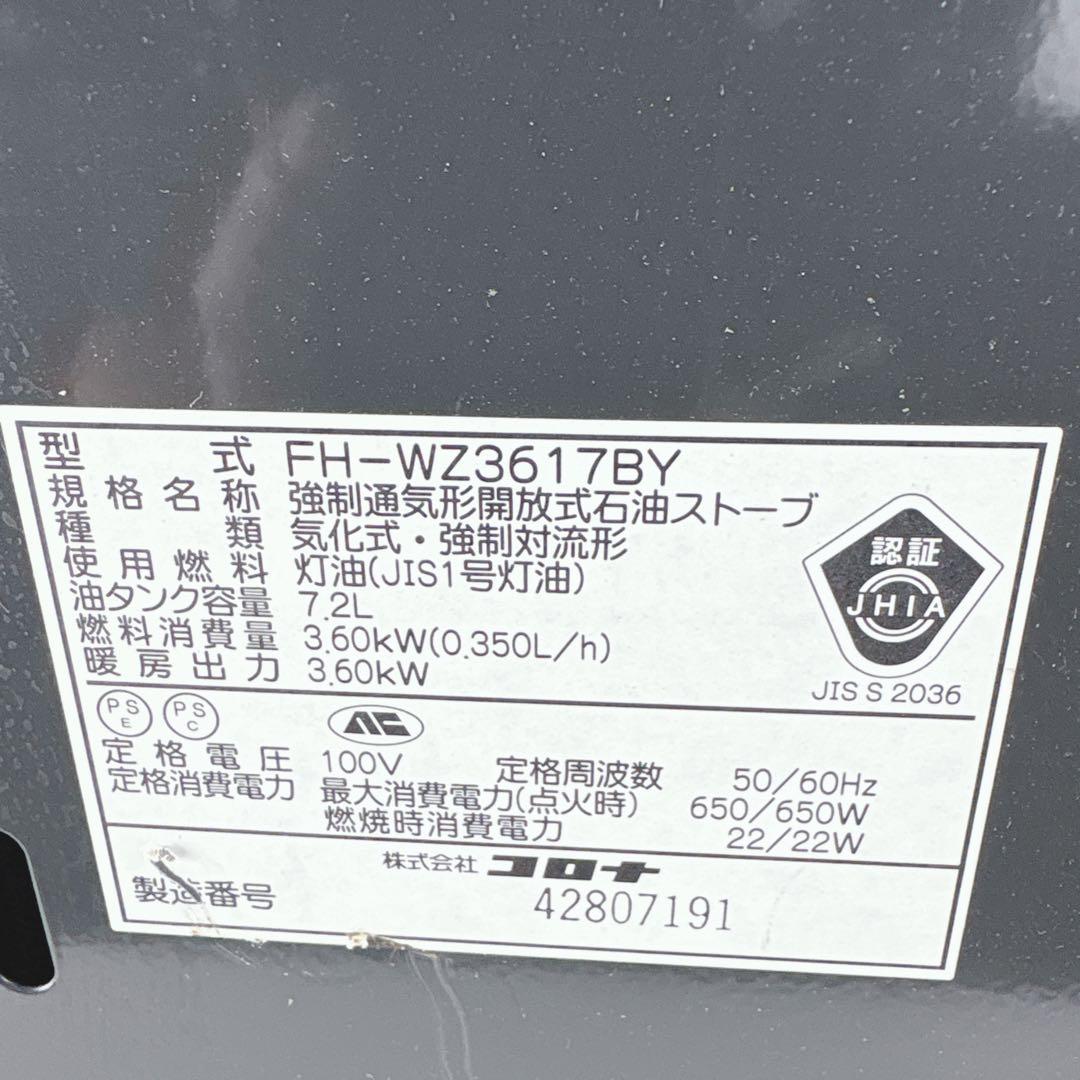 型式 FH-WZ3617BY
規格名称 強制通気形開放式石油ストーブ
種類 気化式・強制対流形
使用燃料 灯油(JIS1号灯油)
油タンク容量 7.2L
燃料消費量 3.60kW(0.350L/h)
暖房出力 3.60kW
認証
JHIA
JIS S 2036
PS E PS C
定格電圧 100V 定格周波数 50/60Hz
定格消費電力 最大消費電力(点火時) 650/650W
燃焼時消費電力 22/22W
株式会社 コロナ
製造番号 42807191